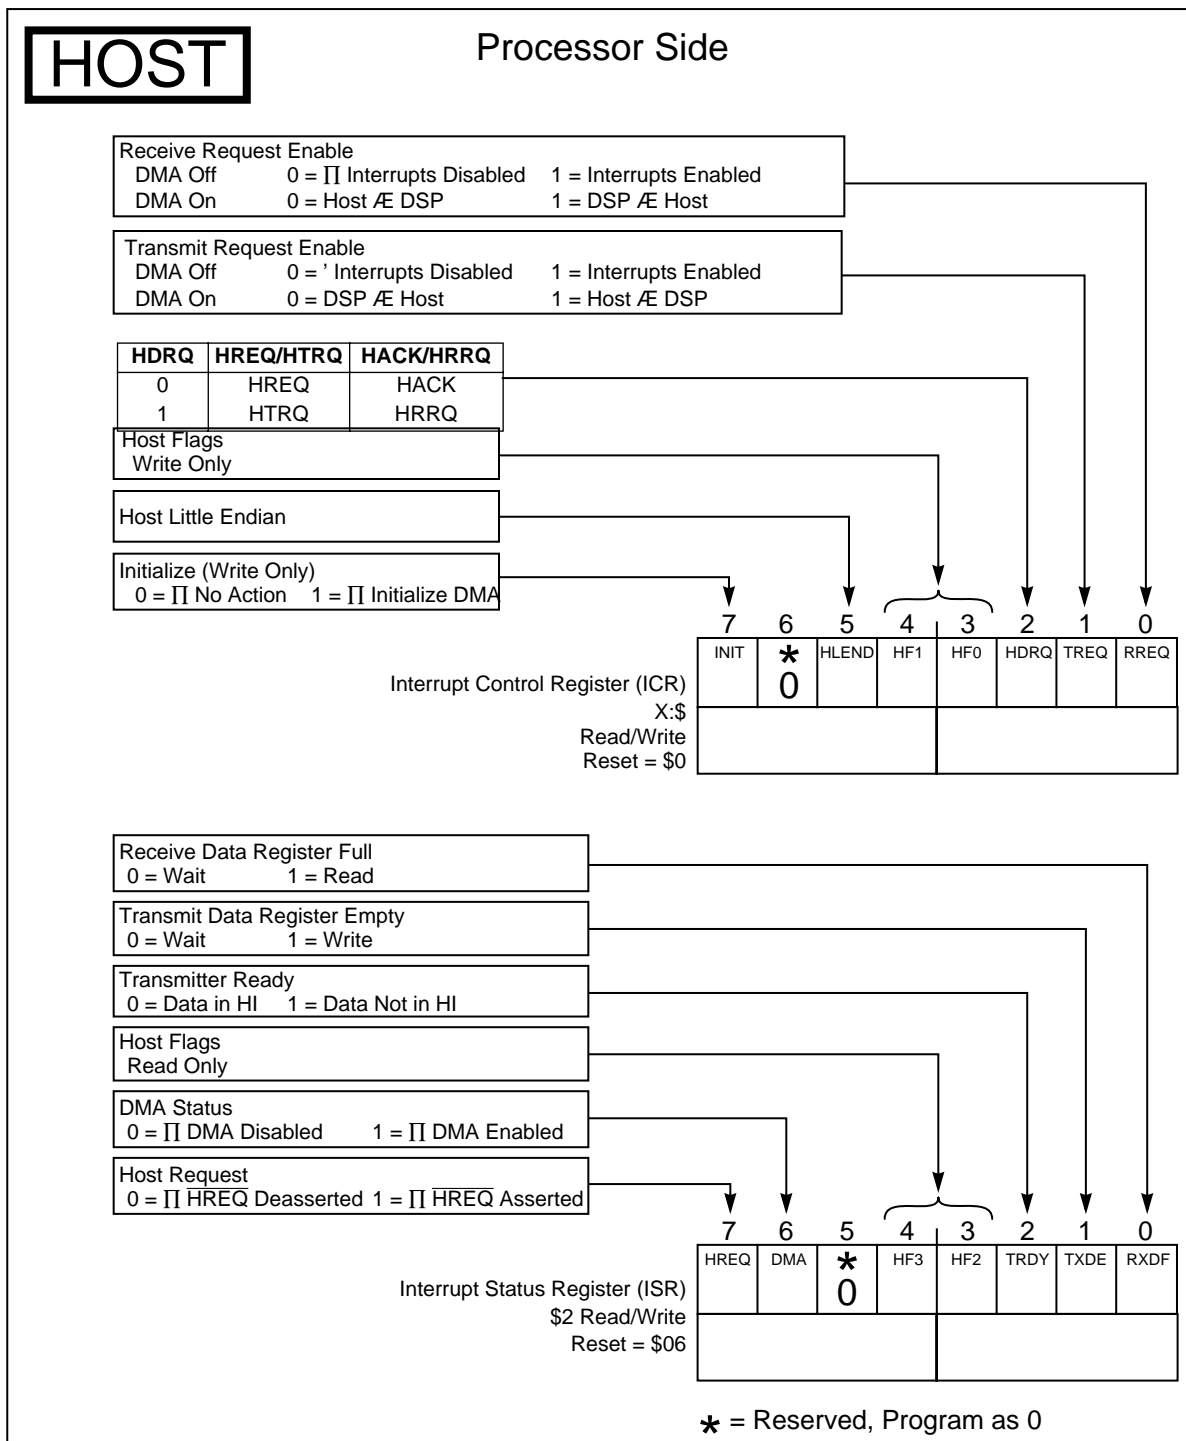 HOST
Processor Side
Receive Request Enable
DMA Off 0 = ∏ Interrupts Disabled 1 = Interrupts Enabled
DMA On 0 = Host Æ DSP 1 = DSP Æ Host
Transmit Request Enable
DMA Off 0 = ’ Interrupts Disabled 1 = Interrupts Enabled
DMA On 0 = DSP Æ Host 1 = Host Æ DSP
HDRQ HREQ/HTRQ HACK/HRRQ
0 HREQ HACK
1 HTRQ HRRQ
Host Flags
Write Only
Host Little Endian
Initialize (Write Only)
0 = ∏ No Action 1 = ∏ Initialize DMA
7 6 5 4 3 2 1 0
INIT * HLEND HF1 HF0 HDRQ TREQ RREQ
0
Interrupt Control Register (ICR)
X:$
Read/Write
Reset = $0
Receive Data Register Full
0 = Wait 1 = Read
Transmit Data Register Empty
0 = Wait 1 = Write
Transmitter Ready
0 = Data in HI 1 = Data Not in HI
Host Flags
Read Only
DMA Status
0 = ∏ DMA Disabled 1 = ∏ DMA Enabled
Host Request
0 = ∏ HREQ Deasserted 1 = ∏ HREQ Asserted
7 6 5 4 3 2 1 0
HREQ DMA * HF3 HF2 TRDY TXDE RXDF
0
Interrupt Status Register (ISR)
$2 Read/Write
Reset = $06
* = Reserved, Program as 0